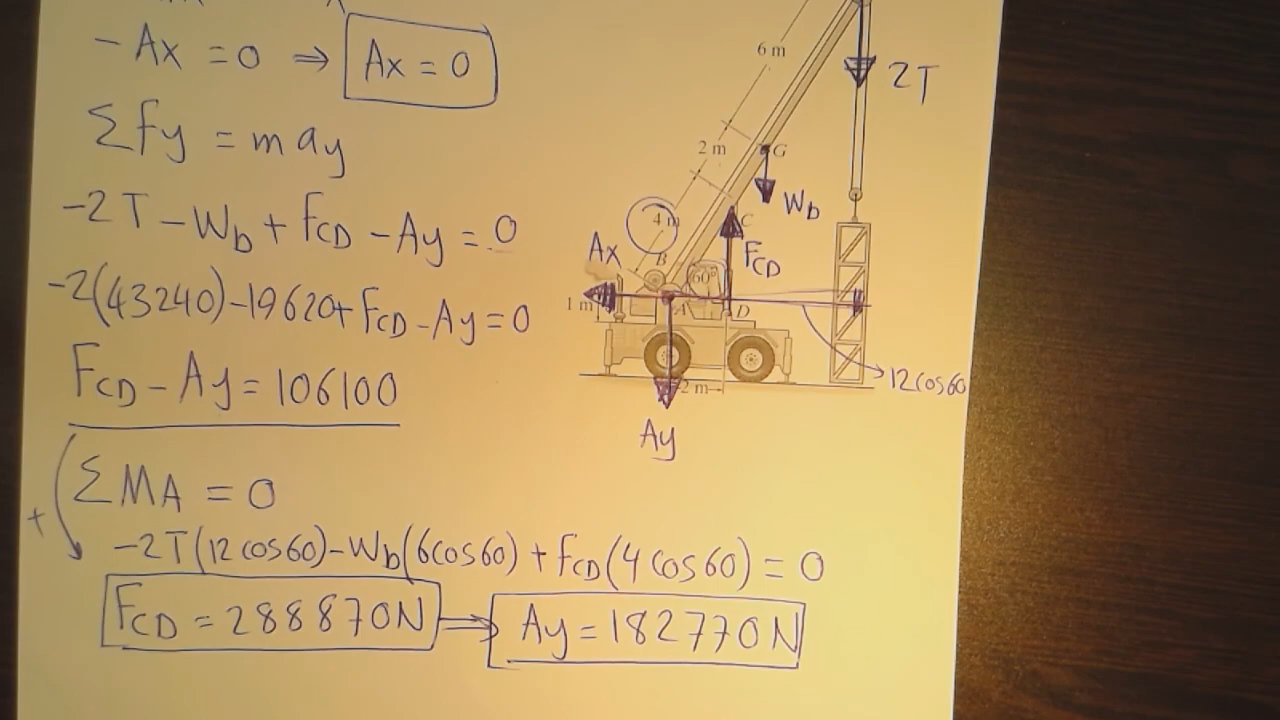 -Ax = 0 ⇒ Ax = 0
Σfy = m ay
-2T - Wb + FCD - Ay = 0
-2(43240) - 19620 + FCD - Ay = 0
FCD - Ay = 106100
ΣMA = 0
+
-2T(12cos60) - Wb(6cos60) + FCD(4cos60) = 0
FCD = 288870N ⇒ Ay = 182770N
6 m
2T
2 m
G
Wb
4 m
C
Ax
B
FCD
60°
1 m
A
D
12cos60
2 m
Ay